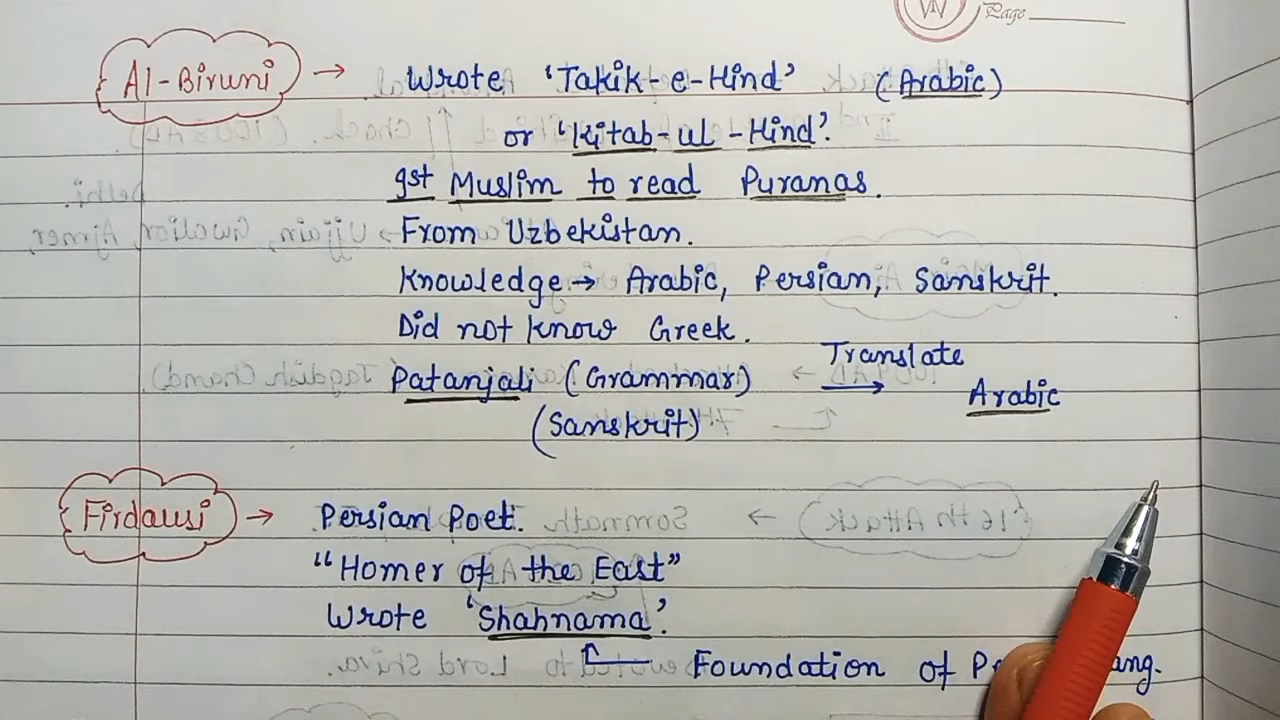 Page
Al-Biruni → Wrote 'Takik-e-Hind' (Arabic)
or 'Kitab-ul-Hind'.
gst Muslim to read Puranas.
From Uzbekistan.
Knowledge → Arabic, Persian, Sanskrit.
Did not know Greek.
Patanjali (Grammar) Translate → Arabic
(Sanskrit)
Firdausi → Persian Poet.
"Homer of the East"
Wrote 'Shahnama'.
Foundation of